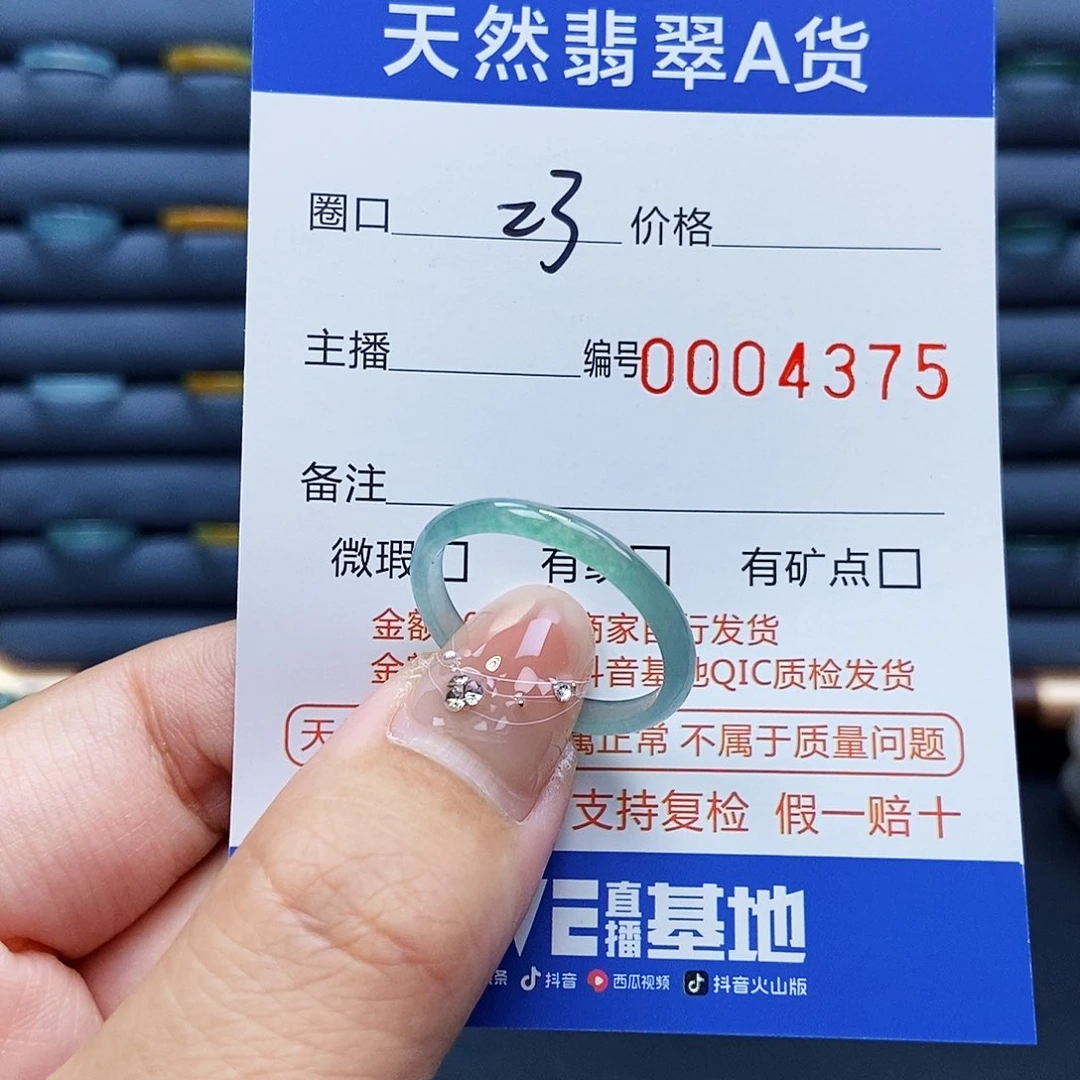 天然翡翠A货
圈口 23 价格
主播 编号0004375
备注
微瑕 有 有矿点
金额 商家自行发货
抖音基地QIC质检发货
天 属正常 不属于质量问题
支持复检 假一赔十
直播基地
抖音 西瓜视频 抖音火山版